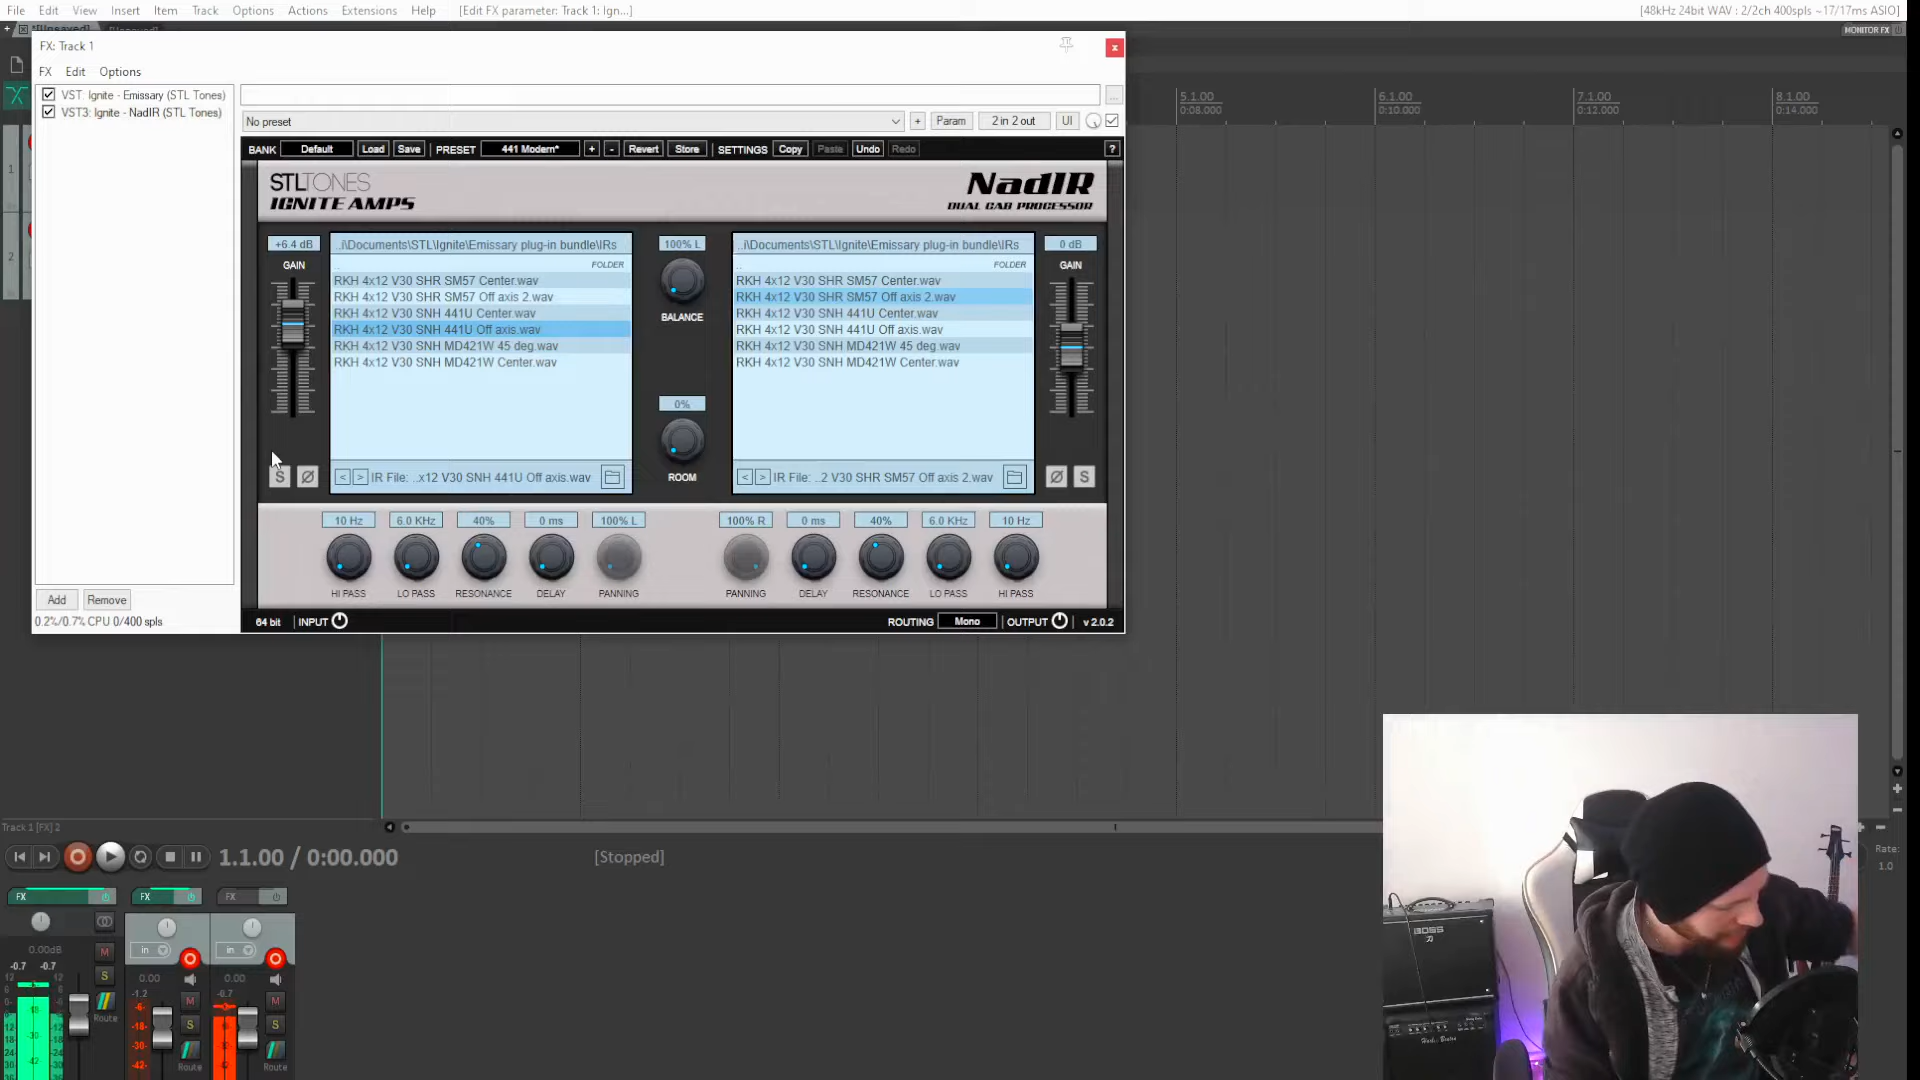 File Edit View Insert Item Track Options Actions Extensions Help [Edit FX parameter: Track 1: Ign...] [48kHz 24bit WAV : 2/2ch 400spls ~17/17ms ASIO]
MONITOR FX
FX: Track 1
FX Edit Options
VST: Ignite - Emissary (STL Tones)
VST3: Ignite - NadIR (STL Tones)
No preset + Param 2 in 2 out UI
BANK Default Load Save PRESET 441 Modern* + - Revert Store SETTINGS Copy Paste Undo Redo ?
STLTONES
IGNITE AMPS
NadIR
DUAL CAB PROCESSOR
5.1.00 6.1.00 7.1.00 8.1.00
0:08.000 0:10.000 0:12.000 0:14.000
+6.4 dB
GAIN
..i\Documents\STL\Ignite\Emissary plug-in bundle\IRs
.. FOLDER
RKH 4x12 V30 SHR SM57 Center.wav
RKH 4x12 V30 SHR SM57 Off axis 2.wav
RKH 4x12 V30 SNH 441U Center.wav
RKH 4x12 V30 SNH 441U Off axis.wav
RKH 4x12 V30 SNH MD421W 45 deg.wav
RKH 4x12 V30 SNH MD421W Center.wav
S Ø < > IR File: ..x12 V30 SNH 441U Off axis.wav
100% L
BALANCE
0%
ROOM
..i\Documents\STL\Ignite\Emissary plug-in bundle\IRs
.. FOLDER
RKH 4x12 V30 SHR SM57 Center.wav
RKH 4x12 V30 SHR SM57 Off axis 2.wav
RKH 4x12 V30 SNH 441U Center.wav
RKH 4x12 V30 SNH 441U Off axis.wav
RKH 4x12 V30 SNH MD421W 45 deg.wav
RKH 4x12 V30 SNH MD421W Center.wav
< > IR File: ..2 V30 SHR SM57 Off axis 2.wav Ø S
0 dB
GAIN
10 Hz 6.0 KHz 40% 0 ms 100% L 100% R 0 ms 40% 6.0 KHz 10 Hz
HI PASS LO PASS RESONANCE DELAY PANNING PANNING DELAY RESONANCE LO PASS HI PASS
Add Remove
0.2%/0.7% CPU 0/400 spls
64 bit INPUT ROUTING Mono OUTPUT v 2.0.2
1
2
Track 1 [FX] 2
1.1.00 / 0:00.000 [Stopped]
Rate:
1.0
FX FX FX
in in
0.00dB 0.00 0.00
-0.7 -0.7 -1.2 -0.7
M S Route
M S Route
M S Route
BOSS